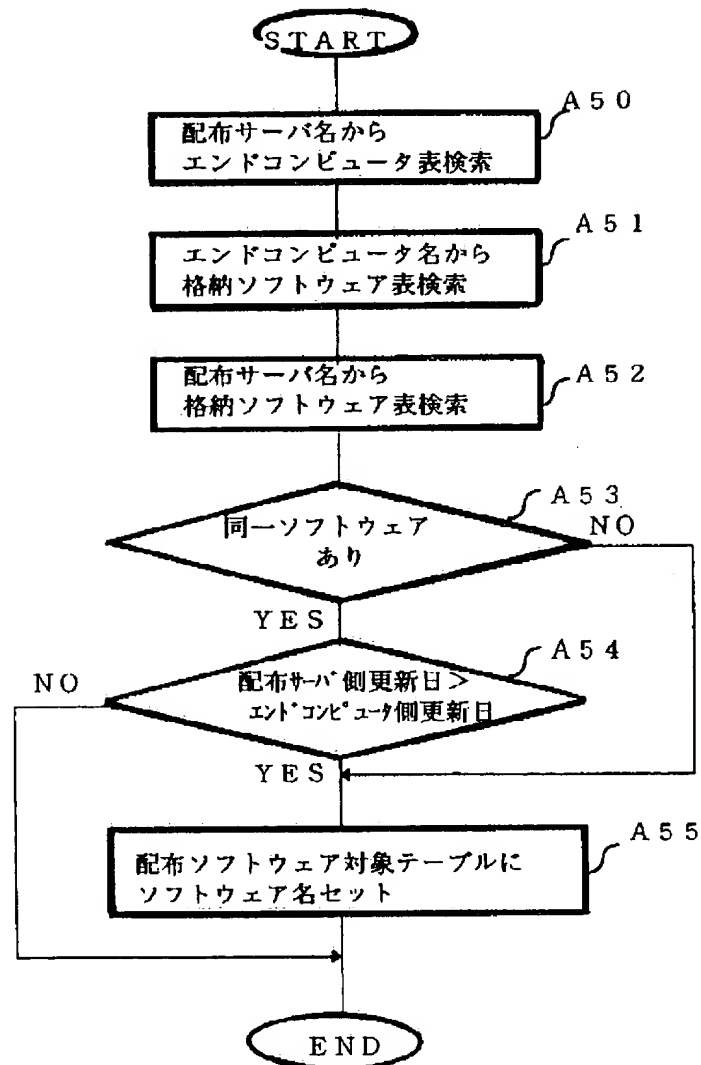 START
A50
配布サーバ名から
エンドコンピュータ表検索
A51
エンドコンピュータ名から
格納ソフトウェア表検索
配布サーバ名から
A52
格納ソフトウェア表検索
A53
同一ソフトウェア
NO
あり
YES
A54
NO
配布ｻｰﾊﾞ側更新日>
ｴﾝﾄﾞｺﾝﾋﾟｭｰﾀ側更新日
YES
A55
配布ソフトウェア対象テーブルに
ソフトウェア名セット
END